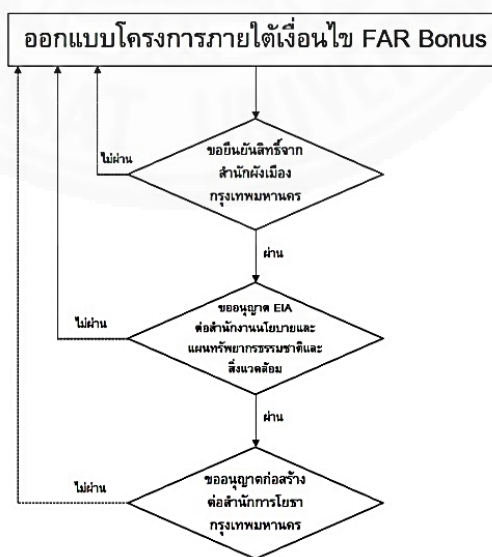 ออกแบบโครงการภายใต้เงื่อนไข FAR Bonus
ขอยืนยันสิทธิ์จาก
สำนักผังเมือง
กรุงเทพมหานคร
ไม่ผ่าน
ผ่าน
ขออนุญาต EIA
ต่อสำนักงานนโยบายและ
แผนทรัพยากรธรรมชาติและ
สิ่งแวดล้อม
ไม่ผ่าน
ผ่าน
ขออนุญาตก่อสร้าง
ต่อสำนักการโยธา
กรุงเทพมหานคร
ไม่ผ่าน